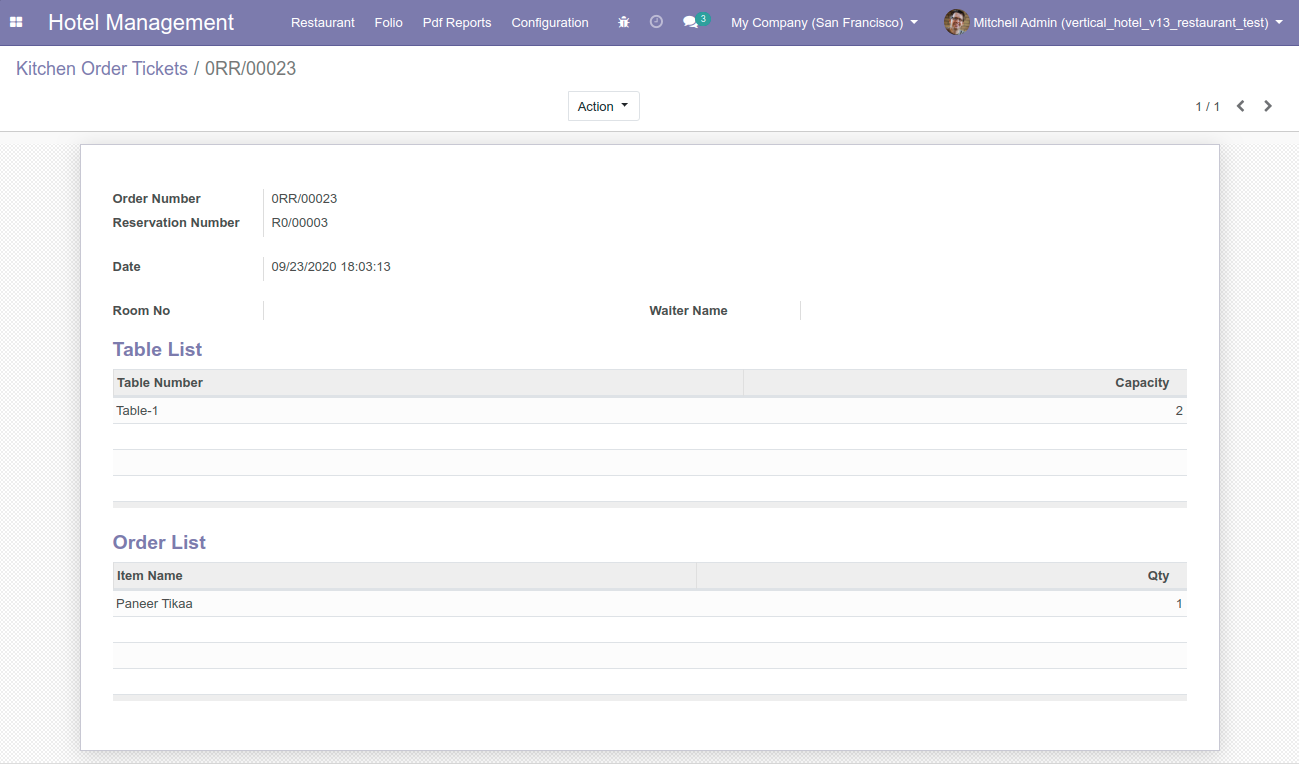 Hotel Management Restaurant Folio Pdf Reports Configuration 3 My Company (San Francisco) Mitchell Admin (vertical_hotel_v13_restaurant_test)
Kitchen Order Tickets / 0RR/00023
Action 1 / 1
Order Number 0RR/00023
Reservation Number R0/00003
Date 09/23/2020 18:03:13
Room No Waiter Name
Table List
Table Number Capacity
Table-1 2
Order List
Item Name Qty
Paneer Tikaa 1